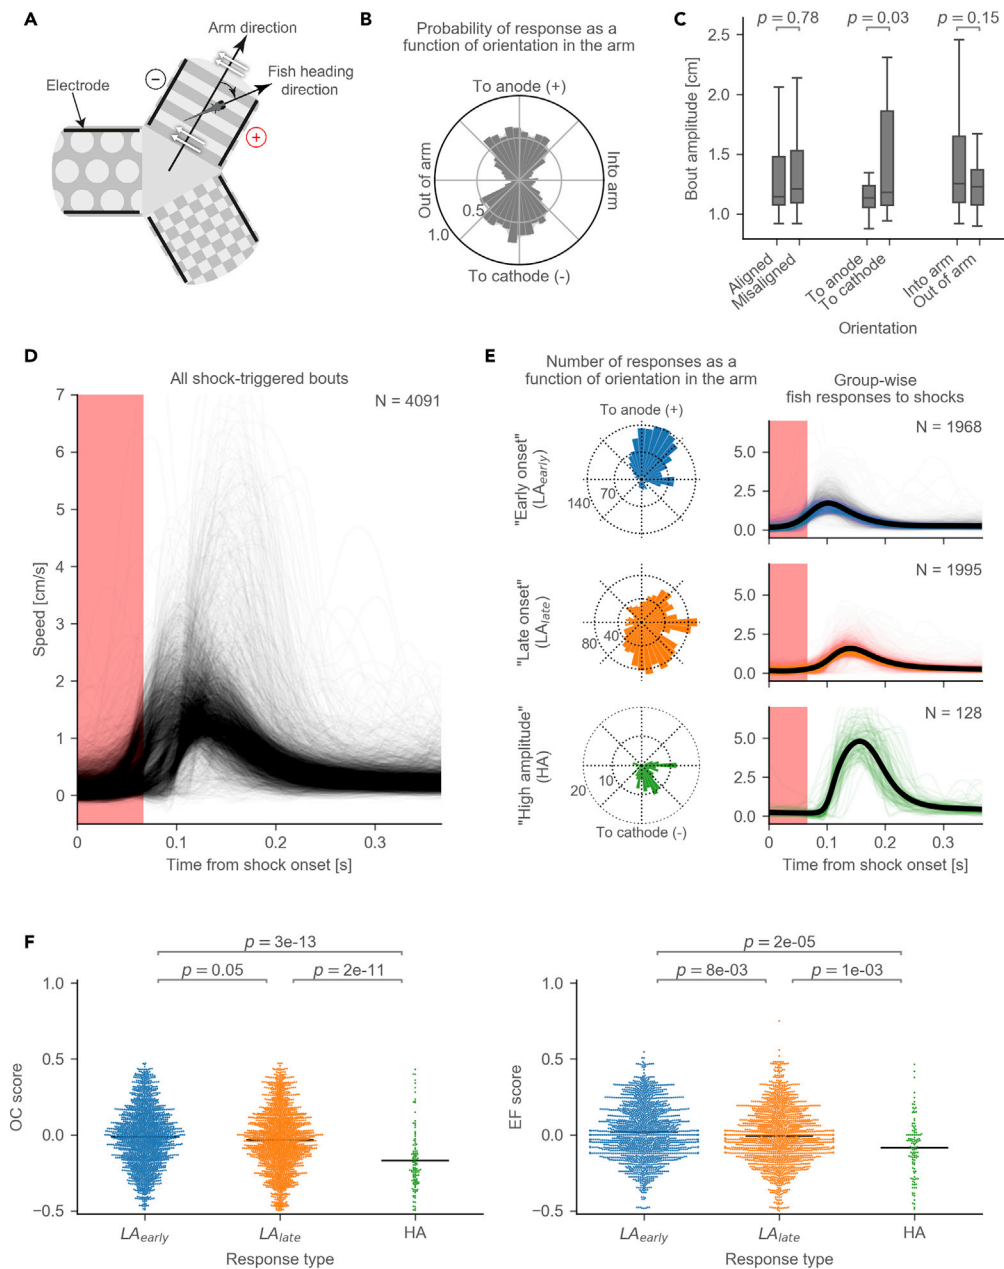 A
Arm direction
Fish heading
direction
Electrode
−
+
B
Probability of response as a
function of orientation in the arm
To anode (+)
Out of arm
Into arm
0.5
1.0
To cathode (-)
C
p = 0.78
p = 0.03
p = 0.15
Bout amplitude [cm]
2.5
2.0
1.5
1.0
Aligned
Misaligned
To anode
To cathode
Into arm
Out of arm
Orientation
D
All shock-triggered bouts
N = 4091
Speed [cm/s]
7
6
5
4
3
2
1
0
0
0.1
0.2
0.3
Time from shock onset [s]
E
Number of responses as a
function of orientation in the arm
Group-wise
fish responses to shocks
To anode (+)
"Early onset"
(LAearly)
70
140
N = 1968
5.0
2.5
0.0
"Late onset"
(LAlate)
40
80
N = 1995
5.0
2.5
0.0
"High amplitude"
(HA)
10
20
To cathode (-)
N = 128
5.0
2.5
0.0
0
0.1
0.2
0.3
Time from shock onset [s]
F
p = 3e-13
p = 0.05
p = 2e-11
OC score
1.0
0.5
0.0
−0.5
LAearly
LAlate
HA
Response type
p = 2e-05
p = 8e-03
p = 1e-03
EF score
1.0
0.5
0.0
−0.5
LAearly
LAlate
HA
Response type